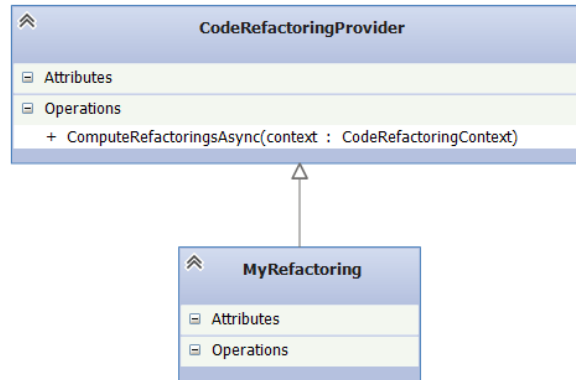 CodeRefactoringProvider
Attributes
Operations
+ ComputeRefactoringsAsync(context : CodeRefactoringContext)
MyRefactoring
Attributes
Operations